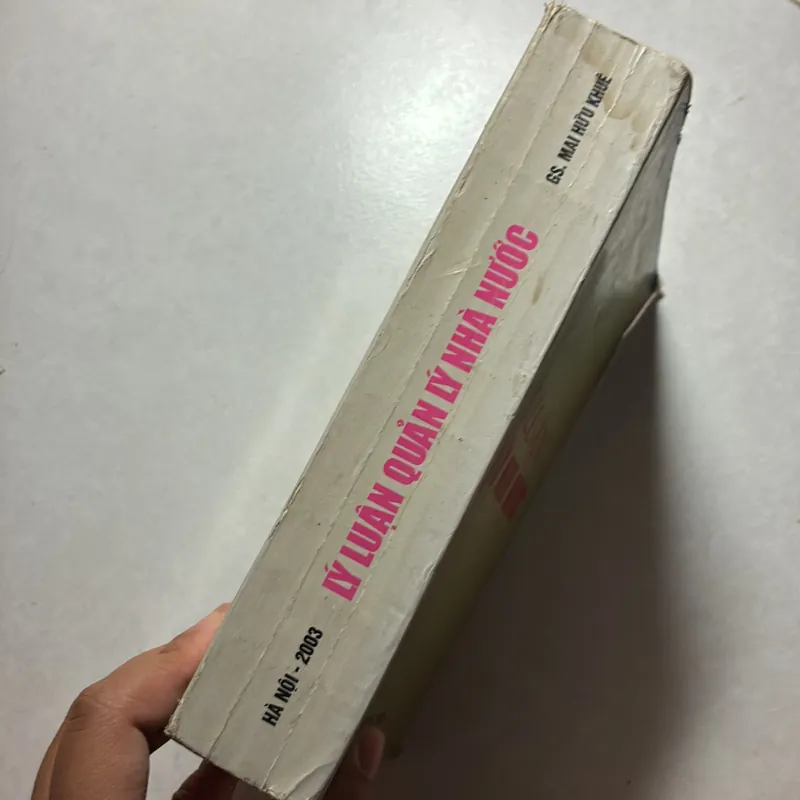 GS. MAI HỮU KHUÊ
LÝ LUẬN QUẢN LÝ NHÀ NƯỚC
HÀ NỘI - 2003